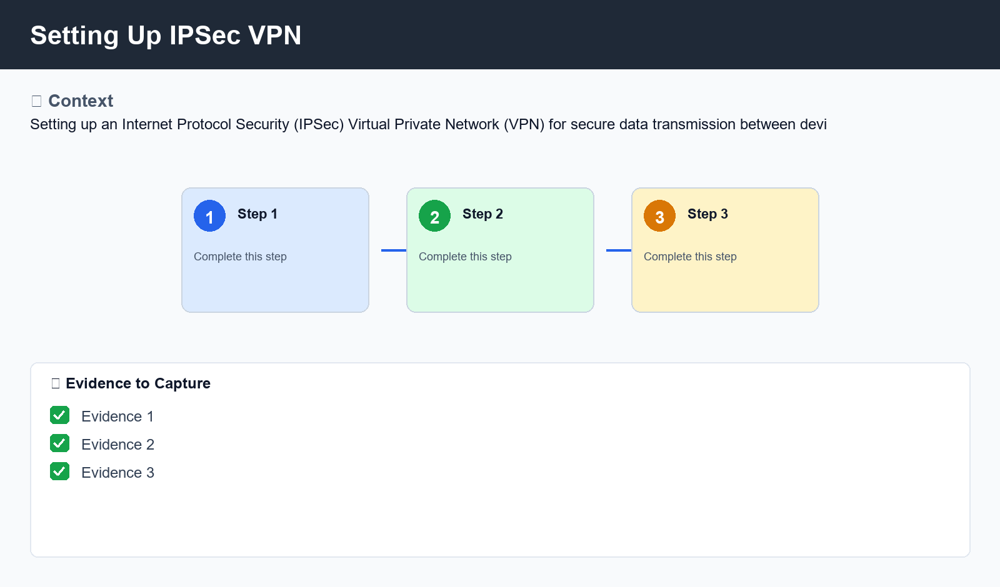 Setting Up IPSec VPN
Context
Setting up an Internet Protocol Security (IPSec) Virtual Private Network (VPN) for secure data transmission between devi
1 Step 1
Complete this step
2 Step 2
Complete this step
3 Step 3
Complete this step
Evidence to Capture
Evidence 1
Evidence 2
Evidence 3